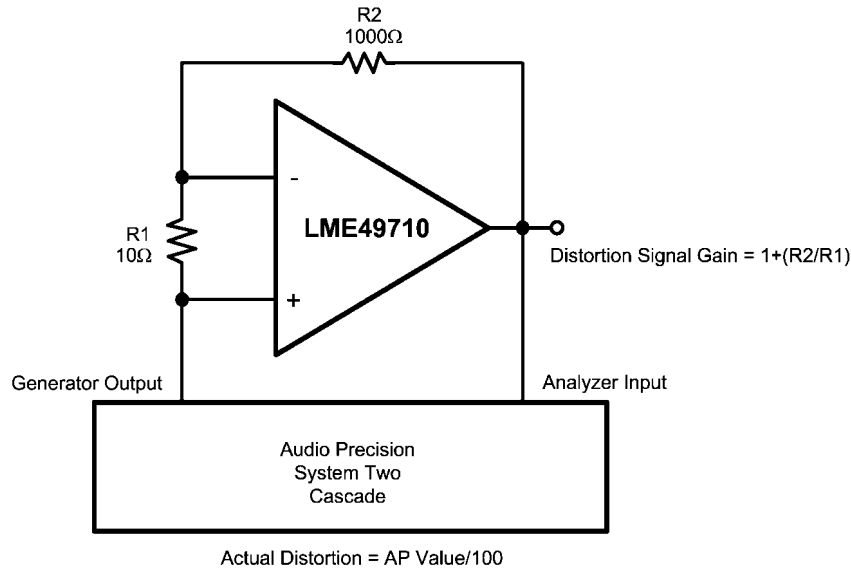 R2
1000Ω
-
LME49710
R1
10Ω
+
Distortion Signal Gain = 1+(R2/R1)
Generator Output
Analyzer Input
Audio Precision
System Two
Cascade
Actual Distortion = AP Value/100